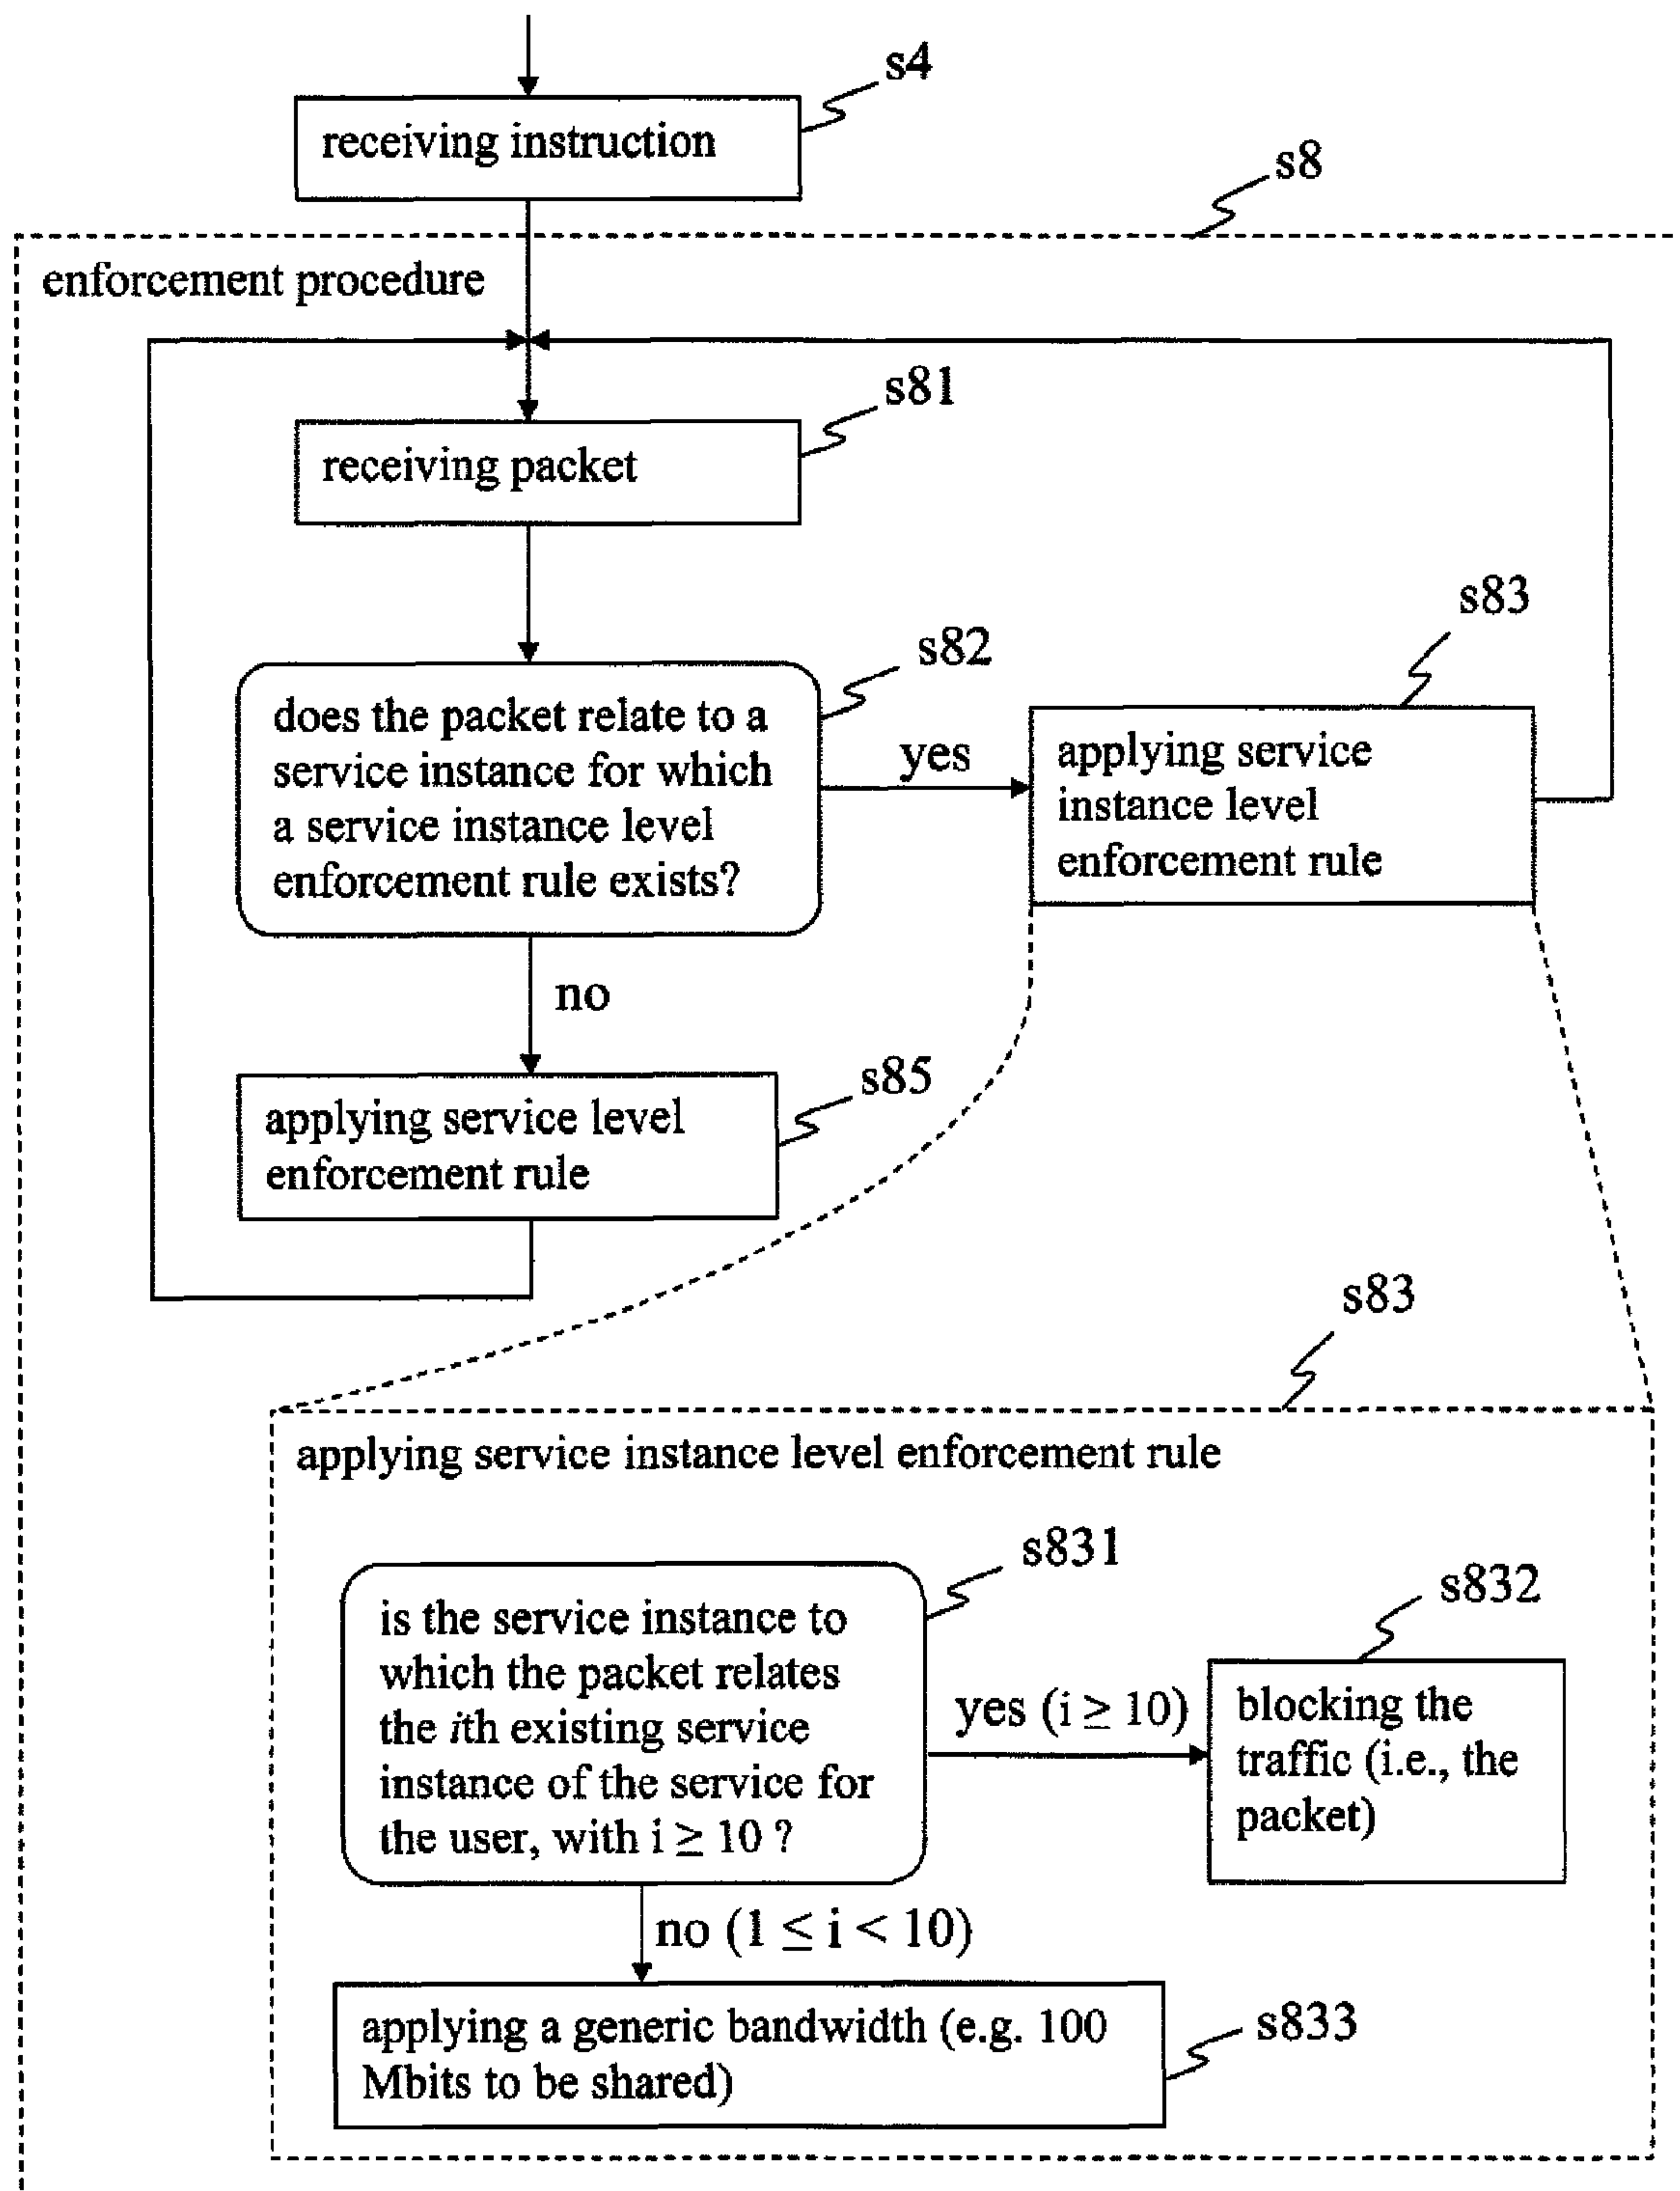 s4
receiving instruction
s8
enforcement procedure
s81
receiving packet
s82
does the packet relate to a
service instance for which
a service instance level
enforcement rule exists?
yes
s83
applying service
instance level
enforcement rule
no
s85
applying service level
enforcement rule
s83
applying service instance level enforcement rule
s831
is the service instance to
which the packet relates
the ith existing service
instance of the service for
the user, with i ≥ 10 ?
yes (i ≥ 10)
s832
blocking the
traffic (i.e., the
packet)
no (1 ≤ i < 10)
applying a generic bandwidth (e.g. 100
Mbits to be shared)
s833